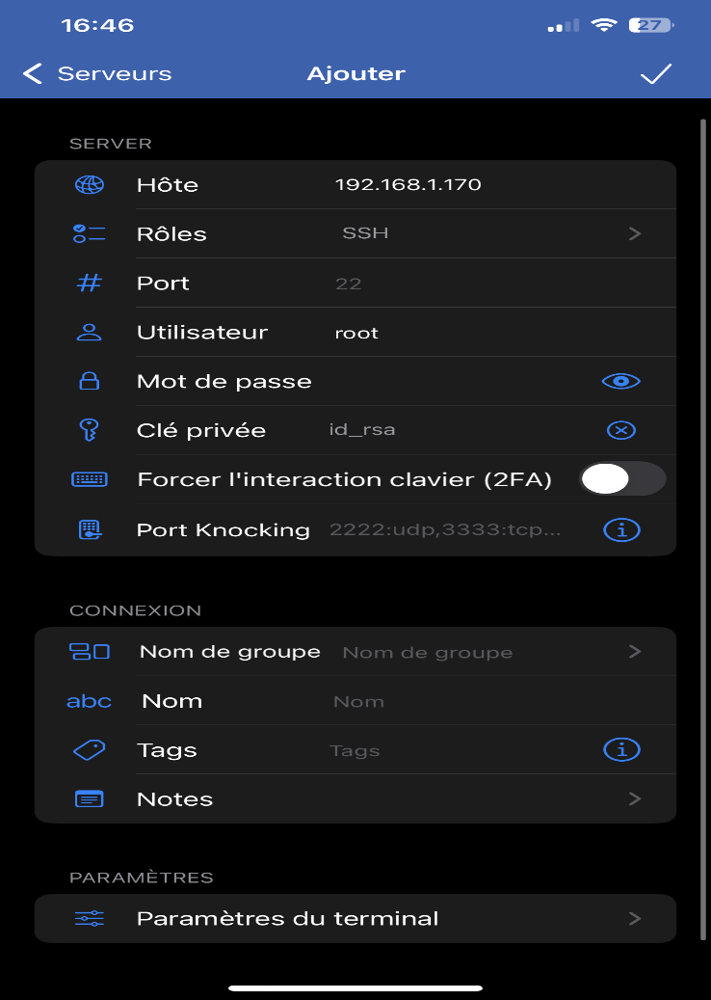 16:46
27
Serveurs
Ajouter
SERVER
Hôte 192.168.1.170
Rôles SSH
# Port 22
Utilisateur root
Mot de passe
Clé privée id_rsa
Forcer l'interaction clavier (2FA)
Port Knocking 2222:udp,3333:tcp...
CONNEXION
Nom de groupe Nom de groupe
abc Nom Nom
Tags Tags
Notes
PARAMÈTRES
Paramètres du terminal